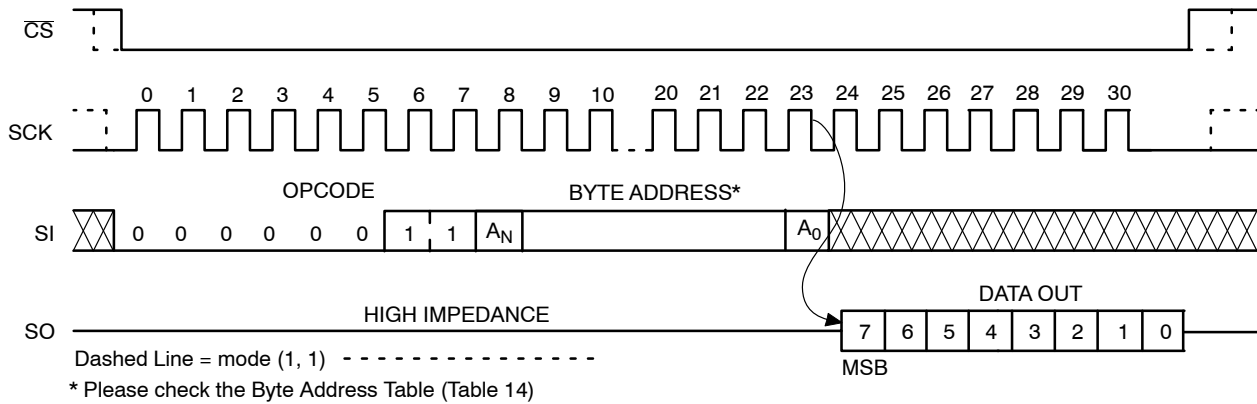 CS
0 1 2 3 4 5 6 7 8 9 10 20 21 22 23 24 25 26 27 28 29 30
SCK
OPCODE BYTE ADDRESS*
SI 0 0 0 0 0 0 1 1 AN A0
DATA OUT
HIGH IMPEDANCE
SO 7 6 5 4 3 2 1 0
Dashed Line = mode (1, 1) - - - - - - - - - - - - - - - -
MSB
* Please check the Byte Address Table (Table 14)